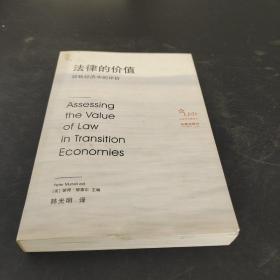 法律的价值
转轨经济中的评价
Assessing
the Value
of Law
in Transition
Economies
Peter Murrell ed.
[美] 彼得·穆雷尔 主编
韩光明 译